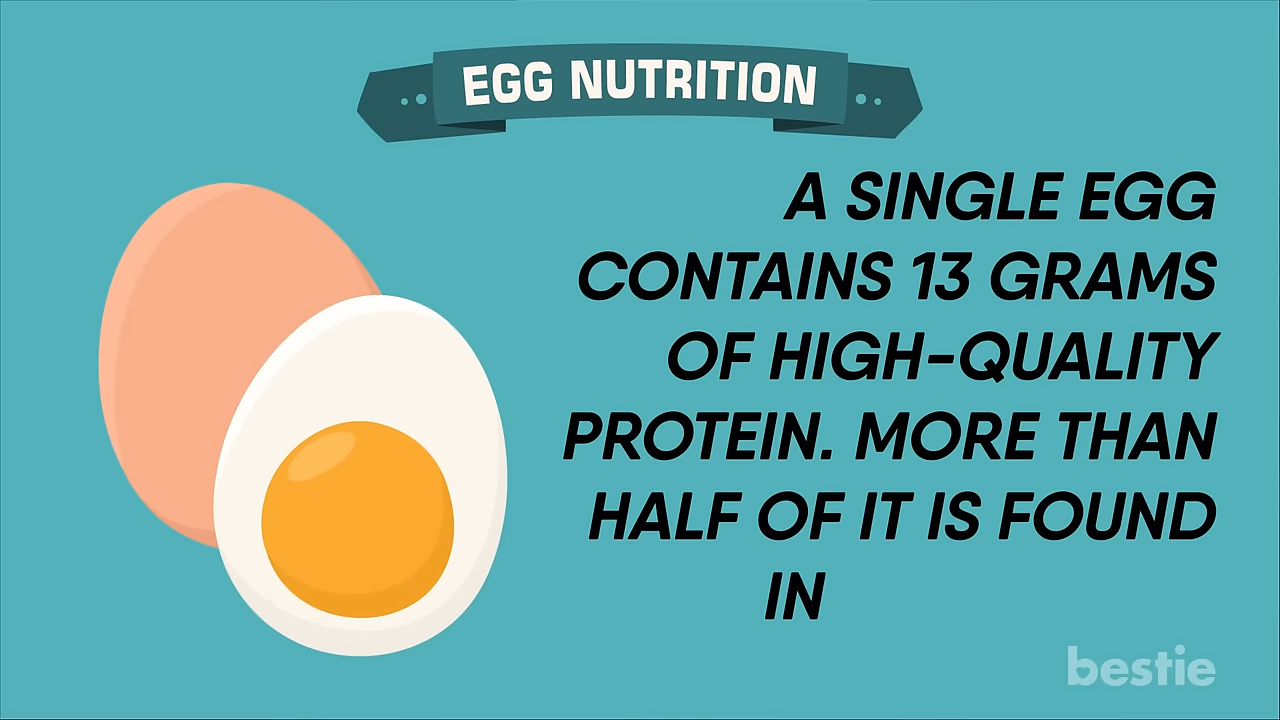 EGG NUTRITION
A SINGLE EGG
CONTAINS 13 GRAMS
OF HIGH-QUALITY
PROTEIN. MORE THAN
HALF OF IT IS FOUND
IN
bestie